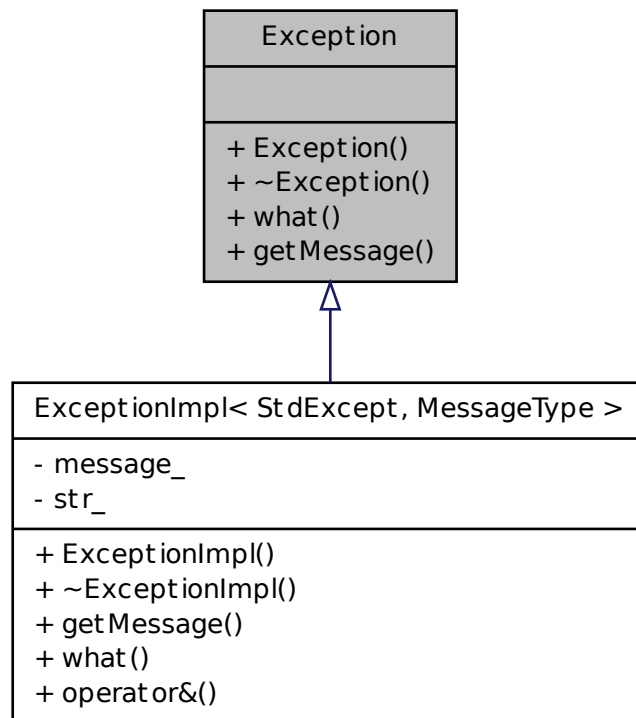 Exception
+ Exception()
+ ~Exception()
+ what()
+ getMessage()
ExceptionImpl< StdExcept, MessageType >
- message_
- str_
+ ExceptionImpl()
+ ~ExceptionImpl()
+ getMessage()
+ what()
+ operator&()